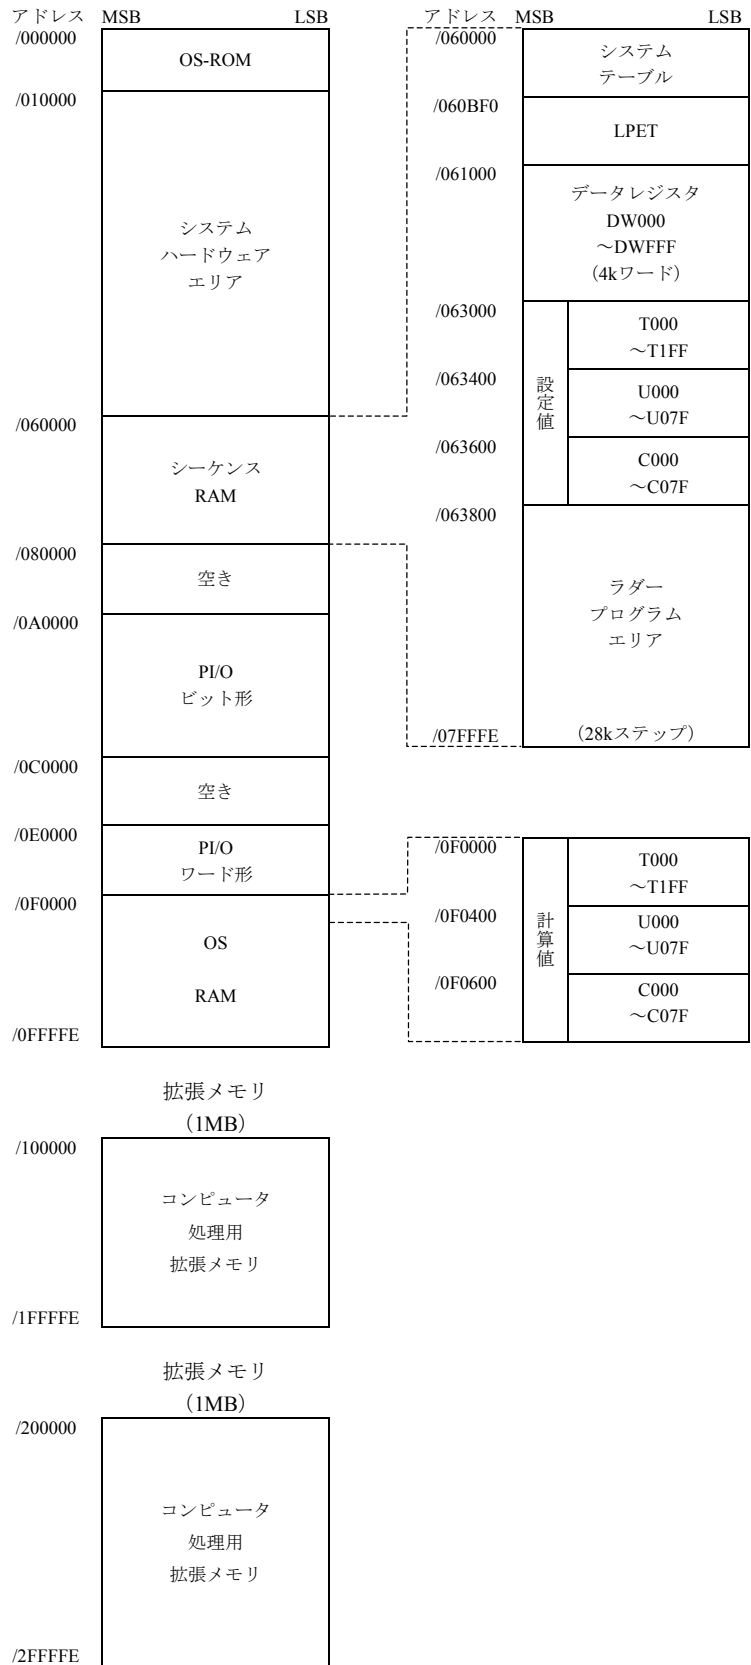 アドレス MSB LSB
/000000
OS-ROM
/010000
システム
ハードウェア
エリア
/060000
シーケンス
RAM
/080000
空き
/0A0000
PI/O
ビット形
/0C0000
空き
/0E0000
PI/O
ワード形
/0F0000
OS
RAM
/0FFFFE
アドレス MSB LSB
/060000
システム
テーブル
/060BF0
LPET
/061000
データレジスタ
DW000
～DWFFF
（4kワード）
/063000
設定値
T000
～T1FF
/063400
U000
～U07F
/063600
C000
～C07F
/063800
ラダー
プログラム
エリア
（28kステップ）
/07FFFE
/0F0000
計算値
T000
～T1FF
/0F0400
U000
～U07F
/0F0600
C000
～C07F
拡張メモリ
（1MB）
/100000
コンピュータ
処理用
拡張メモリ
/1FFFFE
拡張メモリ
（1MB）
/200000
コンピュータ
処理用
拡張メモリ
/2FFFFE